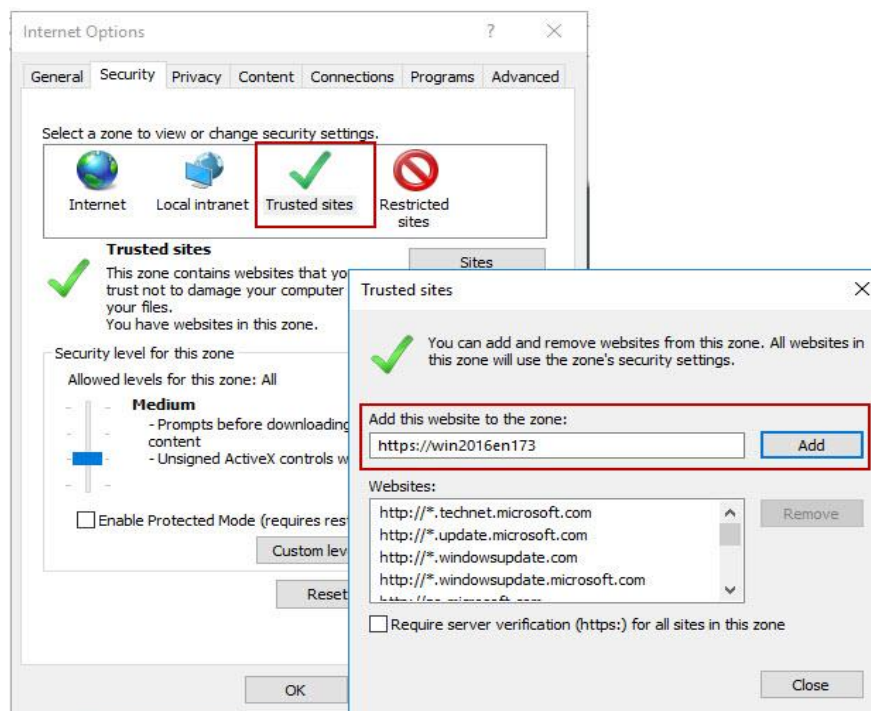 Internet Options
?
General Security Privacy Content Connections Programs Advanced
Select a zone to view or change security settings.
Internet
Local intranet
Trusted sites
Restricted
sites
Trusted sites
Sites
This zone contains websites that you
trust not to damage your computer
your files.
You have websites in this zone.
Security level for this zone
Allowed levels for this zone: All
Medium
- Prompts before downloading
content
- Unsigned ActiveX controls w
Enable Protected Mode (requires rest
Custom lev
Reset
OK
Trusted sites
You can add and remove websites from this zone. All websites in
this zone will use the zone's security settings.
Add this website to the zone:
https://win2016en173
Add
Websites:
http://*.technet.microsoft.com
http://*.update.microsoft.com
http://*.windowsupdate.com
http://*.windowsupdate.microsoft.com
Remove
Require server verification (https:) for all sites in this zone
Close